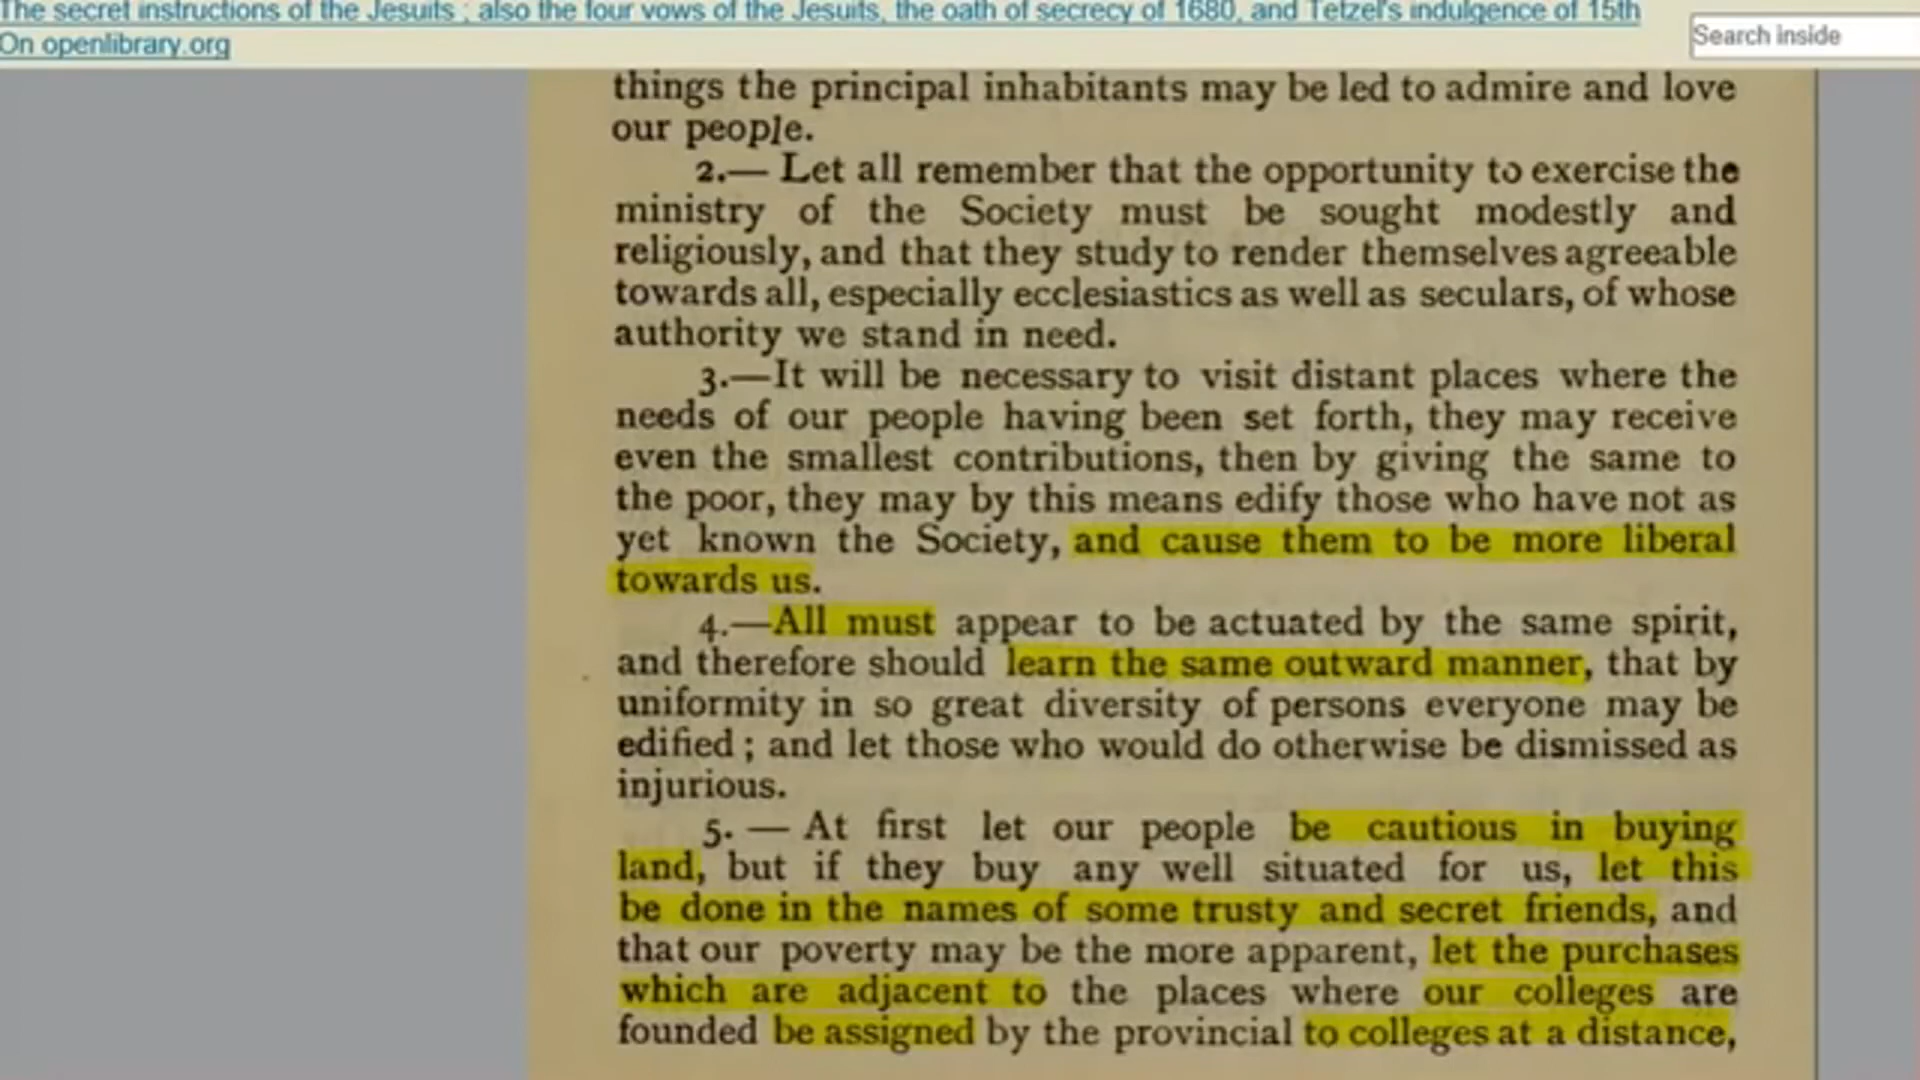 The secret instructions of the Jesuits ; also the four vows of the Jesuits, the oath of secrecy of 1680, and Tetzel's indulgence of 15th
On openlibrary.org
Search inside
things the principal inhabitants may be led to admire and love
our people.
2.— Let all remember that the opportunity to exercise the
ministry of the Society must be sought modestly and
religiously, and that they study to render themselves agreeable
towards all, especially ecclesiastics as well as seculars, of whose
authority we stand in need.
3.—It will be necessary to visit distant places where the
needs of our people having been set forth, they may receive
even the smallest contributions, then by giving the same to
the poor, they may by this means edify those who have not as
yet known the Society, and cause them to be more liberal
towards us.
4.—All must appear to be actuated by the same spirit,
and therefore should learn the same outward manner, that by
uniformity in so great diversity of persons everyone may be
edified ; and let those who would do otherwise be dismissed as
injurious.
5. — At first let our people be cautious in buying
land, but if they buy any well situated for us, let this
be done in the names of some trusty and secret friends, and
that our poverty may be the more apparent, let the purchases
which are adjacent to the places where our colleges are
founded be assigned by the provincial to colleges at a distance,